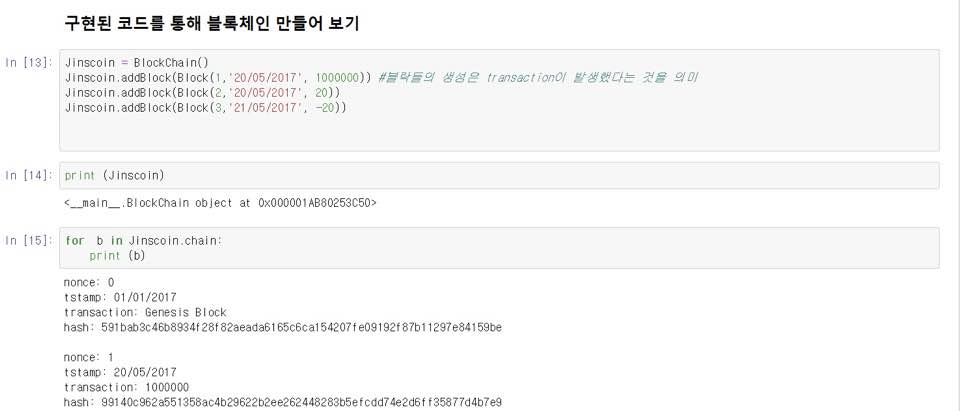 구현된 코드를 통해 블록체인 만들어 보기
In [13]: Jinscoin = BlockChain()
Jinscoin.addBlock(Block(1,'20/05/2017', 1000000)) #블락들의 생성은 transaction이 발생했다는 것을 의미
Jinscoin.addBlock(Block(2,'20/05/2017', 20))
Jinscoin.addBlock(Block(3,'21/05/2017', -20))
In [14]: print (Jinscoin)
<__main__.BlockChain object at 0x000001AB80253C50>
In [15]: for b in Jinscoin.chain:
print (b)
nonce: 0
tstamp: 01/01/2017
transaction: Genesis Block
hash: 591bab3c46b8934f28f82aeada6165c6ca154207fe09192f87b11297e84159be
nonce: 1
tstamp: 20/05/2017
transaction: 1000000
hash: 99140c962a551358ac4b29622b2ee262448283b5efcdd74e2d6ff35877d4b7e9